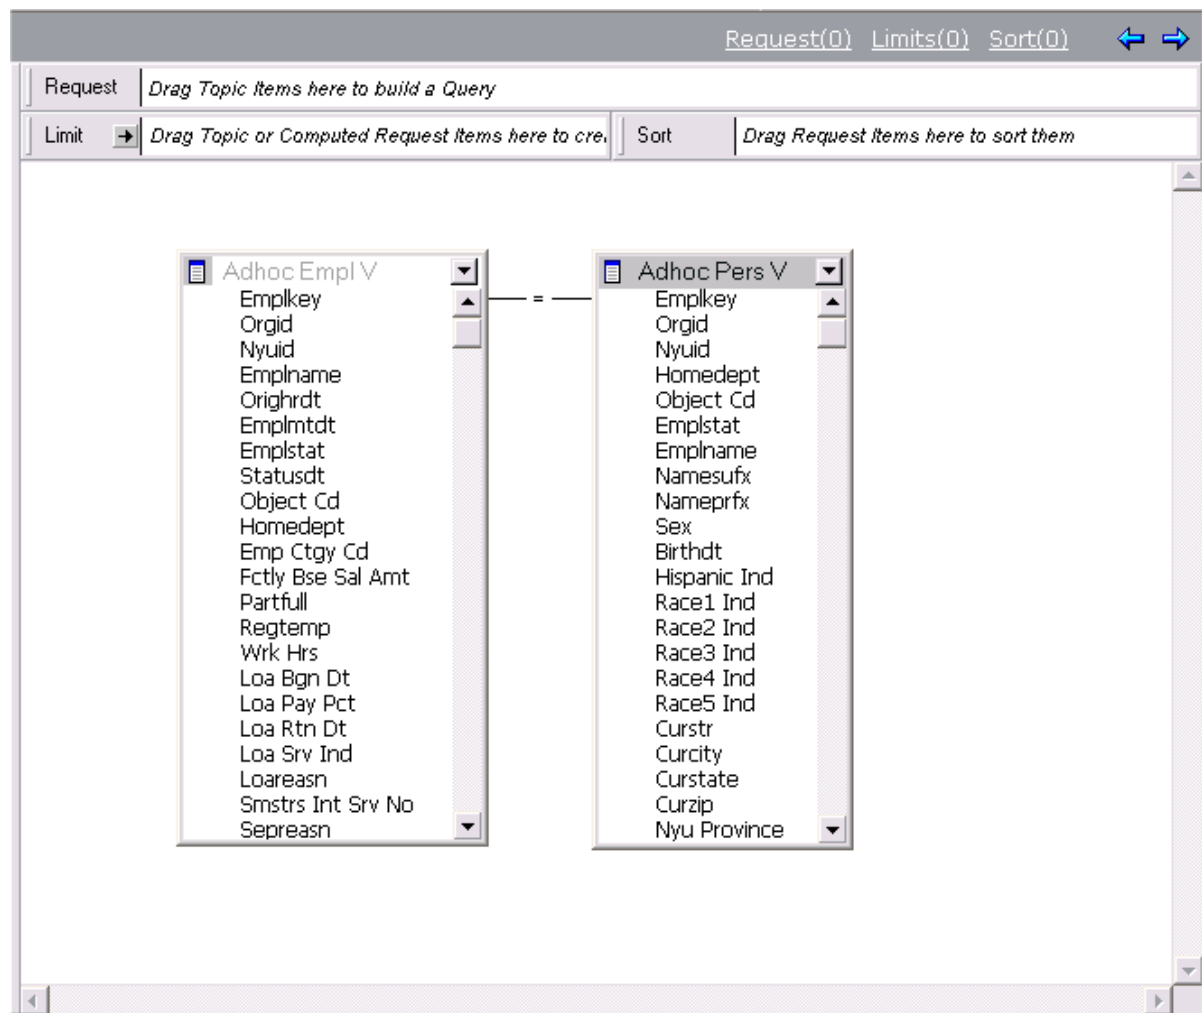 Request(0) Limits(0) Sort(0)
Request Drag Topic Items here to build a Query
Limit Drag Topic or Computed Request Items here to cre Sort Drag Request Items here to sort them
Adhoc Empl V
Emplkey
Orgid
Nyuid
Emplname
Orighrdt
Emplmtdt
Emplstat
Statusdt
Object Cd
Homedept
Emp Ctgy Cd
Fctly Bse Sal Amt
Partfull
Regtemp
Wrk Hrs
Loa Bgn Dt
Loa Pay Pct
Loa Rtn Dt
Loa Srv Ind
Loareasn
Smstrs Int Srv No
Sepreasn
=
Adhoc Pers V
Emplkey
Orgid
Nyuid
Homedept
Object Cd
Emplstat
Emplname
Namesufx
Nameprfx
Sex
Birthdt
Hispanic Ind
Race1 Ind
Race2 Ind
Race3 Ind
Race4 Ind
Race5 Ind
Curstr
Curcity
Curstate
Curzip
Nyu Province